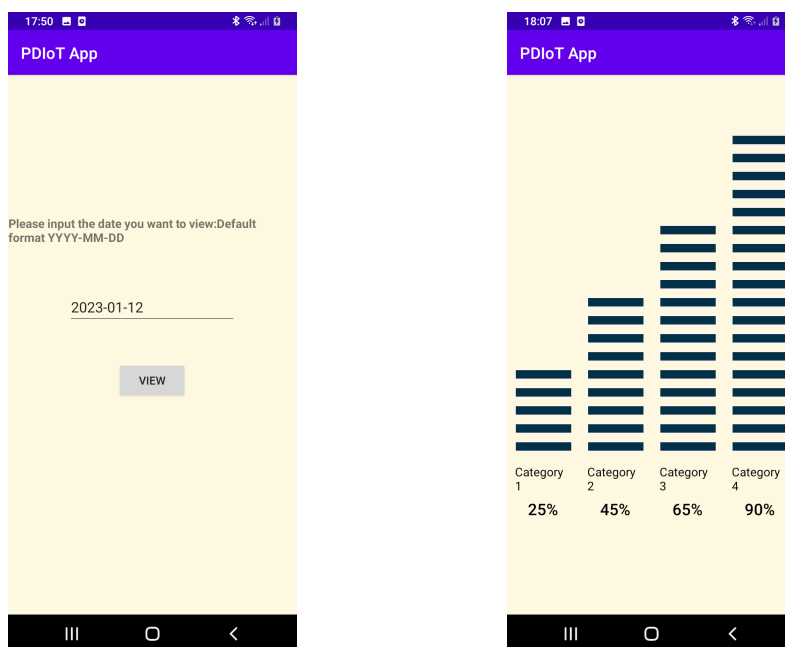 17:50
PDIoT App
Please input the date you want to view:Default
format YYYY-MM-DD
2023-01-12
VIEW
18:07
PDIoT App
Category
1
Category
2
Category
3
Category
4
25%
45%
65%
90%